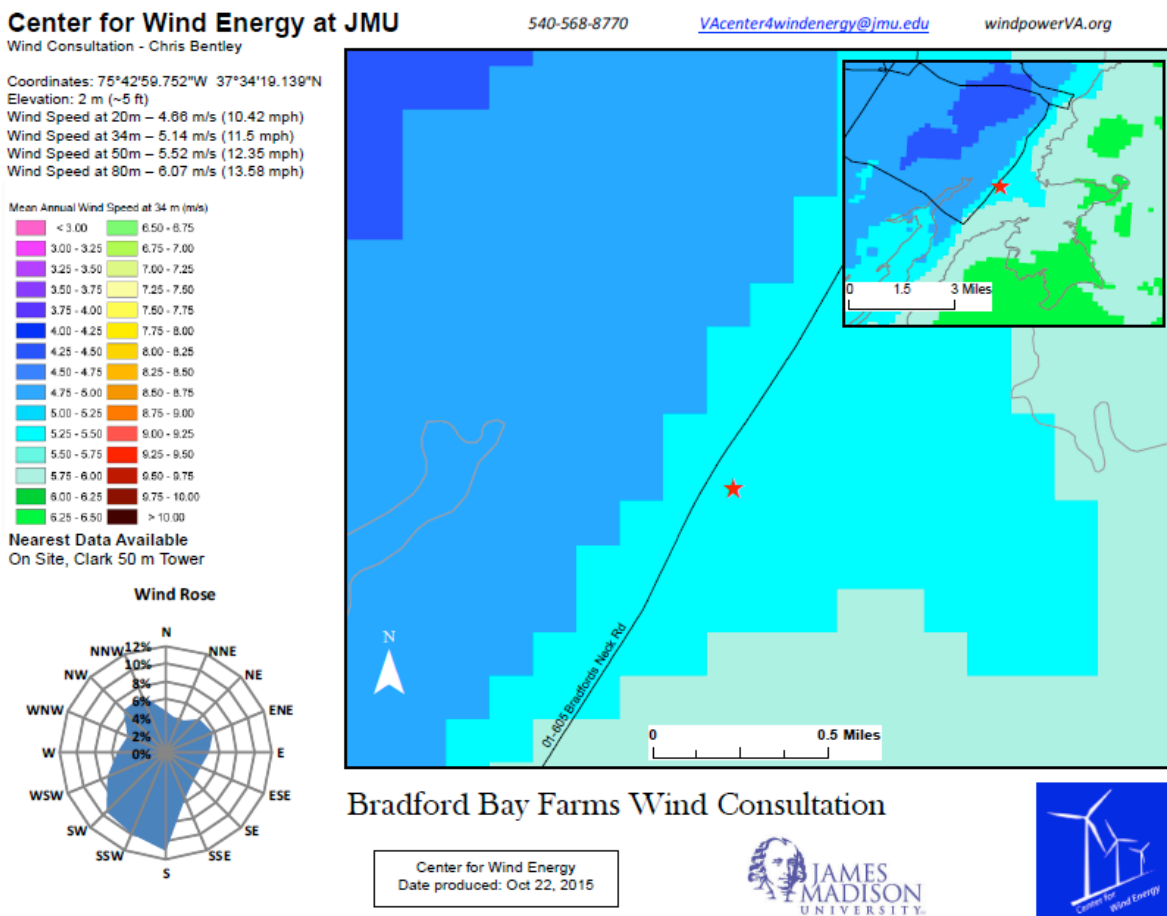 Center for Wind Energy at JMU
540-568-8770
VAcenter4windenergy@jmu.edu
windpowerVA.org
Wind Consultation - Chris Bentley
Coordinates: 75°42'59.752"W 37°34'19.139"N
Elevation: 2 m (~5 ft)
Wind Speed at 20m – 4.66 m/s (10.42 mph)
Wind Speed at 34m – 5.14 m/s (11.5 mph)
Wind Speed at 50m – 5.52 m/s (12.35 mph)
Wind Speed at 80m – 6.07 m/s (13.58 mph)
Mean Annual Wind Speed at 34 m (m/s)
< 3.00 6.50 - 6.75
3.00 - 3.25 6.75 - 7.00
3.25 - 3.50 7.00 - 7.25
3.50 - 3.75 7.25 - 7.50
3.75 - 4.00 7.50 - 7.75
4.00 - 4.25 7.75 - 8.00
4.25 - 4.50 8.00 - 8.25
4.50 - 4.75 8.25 - 8.50
4.75 - 5.00 8.50 - 8.75
5.00 - 5.25 8.75 - 9.00
5.25 - 5.50 9.00 - 9.25
5.50 - 5.75 9.25 - 9.50
5.75 - 6.00 9.50 - 9.75
6.00 - 6.25 9.75 - 10.00
6.25 - 6.50 > 10.00
Nearest Data Available
On Site, Clark 50 m Tower
Wind Rose
N
NNE
NE
ENE
E
ESE
SE
SSE
S
SSW
SW
WSW
W
WNW
NW
NNW
12%
10%
8%
6%
4%
2%
0%
0 1.5 3 Miles
N
01-605 Bradfords Neck Rd
0 0.5 Miles
Bradford Bay Farms Wind Consultation
Center for Wind Energy
Date produced: Oct 22, 2015
JAMES
MADISON
UNIVERSITY.
Center for
Wind Energy